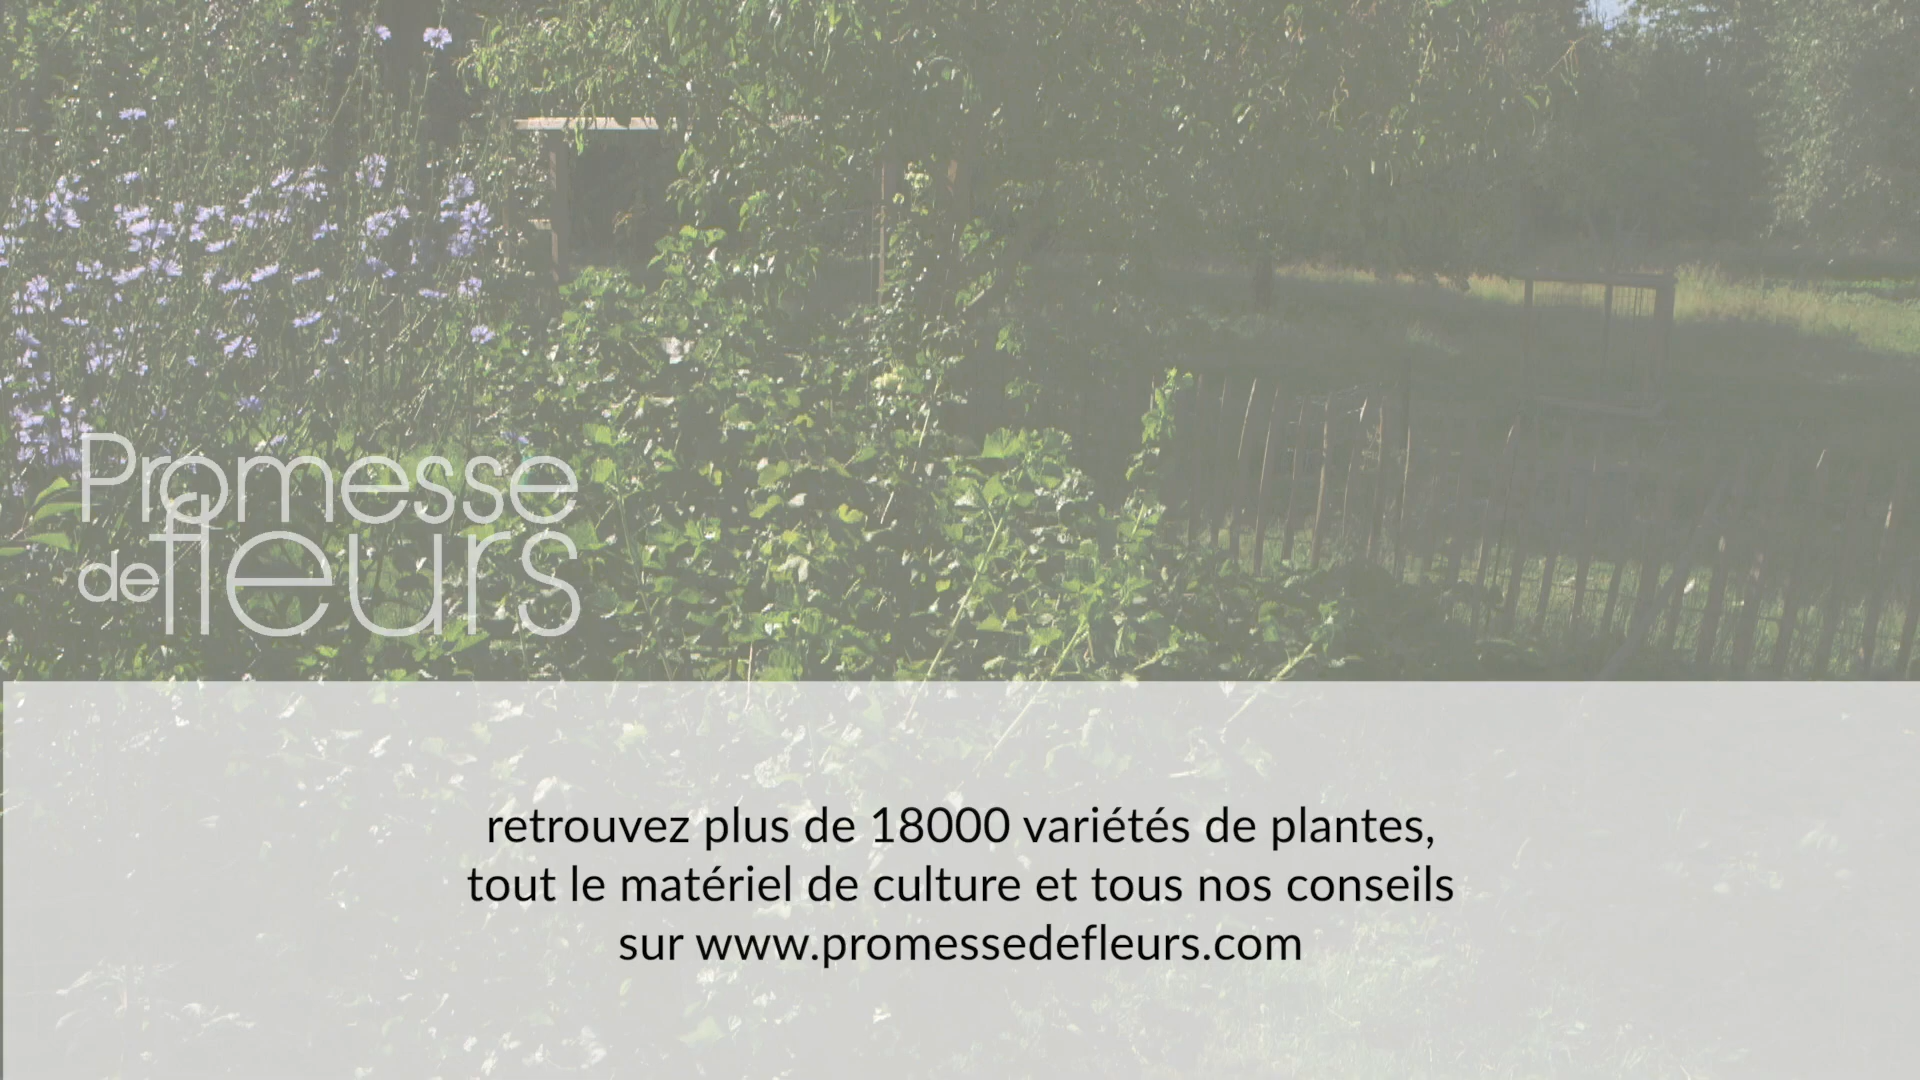 Promesse
de fleurs
retrouvez plus de 18000 variétés de plantes,
tout le matériel de culture et tous nos conseils
sur www.promessedefleurs.com